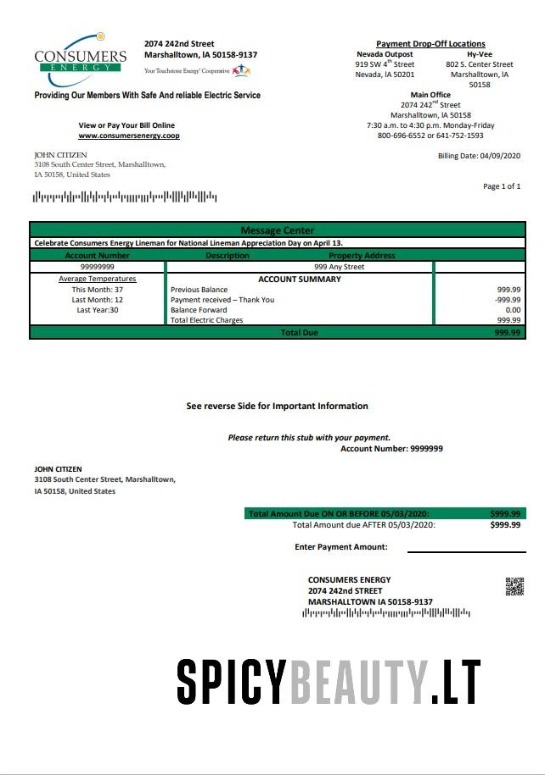 CONSUMERS
ENERGY
2074 242nd Street
Marshalltown, IA 50158-9137
Your Touchstone Energy® Cooperative
Providing Our Members With Safe And reliable Electric Service
Payment Drop-Off Locations
Nevada Outpost
919 SW 4th Street
Nevada, IA 50201
Hy-Vee
802 S. Center Street
Marshalltown, IA
50158
Main Office
2074 242nd Street
Marshalltown, IA 50158
7:30 a.m. to 4:30 p.m. Monday-Friday
800-696-6552 or 641-752-1593
View or Pay Your Bill Online
www.consumersenergy.coop
JOHN CITIZEN
3108 South Center Street, Marshalltown,
IA 50158, United States
Billing Date: 04/09/2020
Page 1 of 1
Message Center
Celebrate Consumers Energy Lineman for National Lineman Appreciation Day on April 13.
Account Number Description Property Address
99999999 999 Any Street
Average Temperatures
This Month: 37
Last Month: 12
Last Year:30
ACCOUNT SUMMARY
Previous Balance 999.99
Payment received – Thank You -999.99
Balance Forward 0.00
Total Electric Charges 999.99
Total Due 999.99
See reverse Side for Important Information
Please return this stub with your payment.
Account Number: 9999999
JOHN CITIZEN
3108 South Center Street, Marshalltown,
IA 50158, United States
Total Amount Due ON OR BEFORE 05/03/2020: $999.99
Total Amount due AFTER 05/03/2020: $999.99
Enter Payment Amount:
CONSUMERS ENERGY
2074 242nd STREET
MARSHALLTOWN IA 50158-9137
SPICYBEAUTY.LT